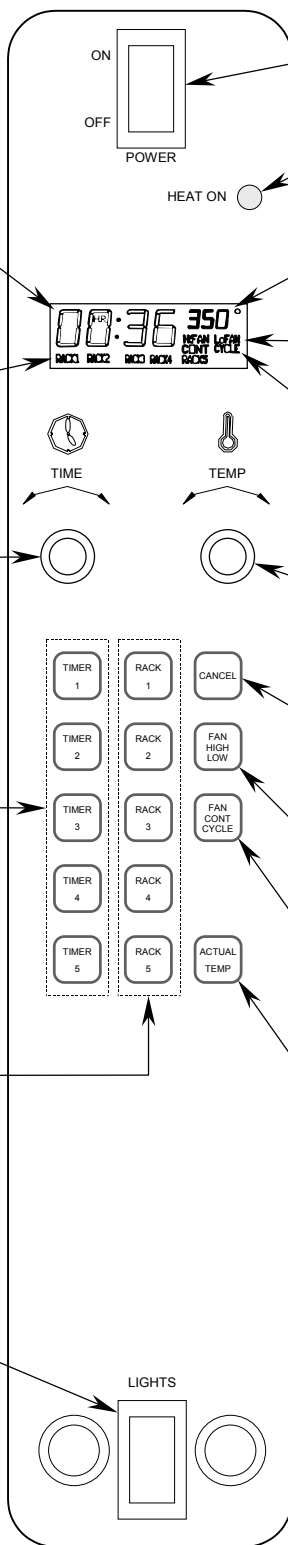 ON
OFF
POWER
HEAT ON
00:36 350°
HR
HIFAN LOFAN
CONT CYCLE
RACK1 RACK2 RACK3 RACK4 RACK5
TIME TEMP
TIMER 1
RACK 1
CANCEL
TIMER 2
RACK 2
FAN HIGH LOW
TIMER 3
RACK 3
FAN CONT CYCLE
TIMER 4
RACK 4
TIMER 5
RACK 5
ACTUAL TEMP
LIGHTS